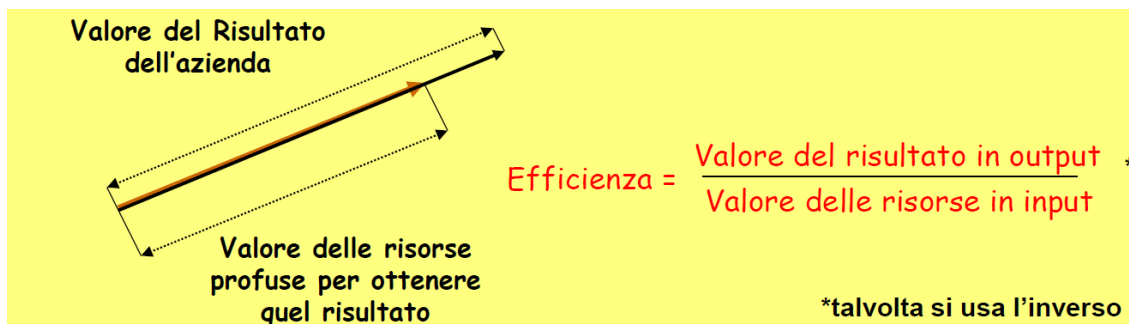 Valore del Risultato
dell'azienda
Efficienza =
Valore del risultato in output *
Valore delle risorse in input
Valore delle risorse
profuse per ottenere
quel risultato
*talvolta si usa l'inverso